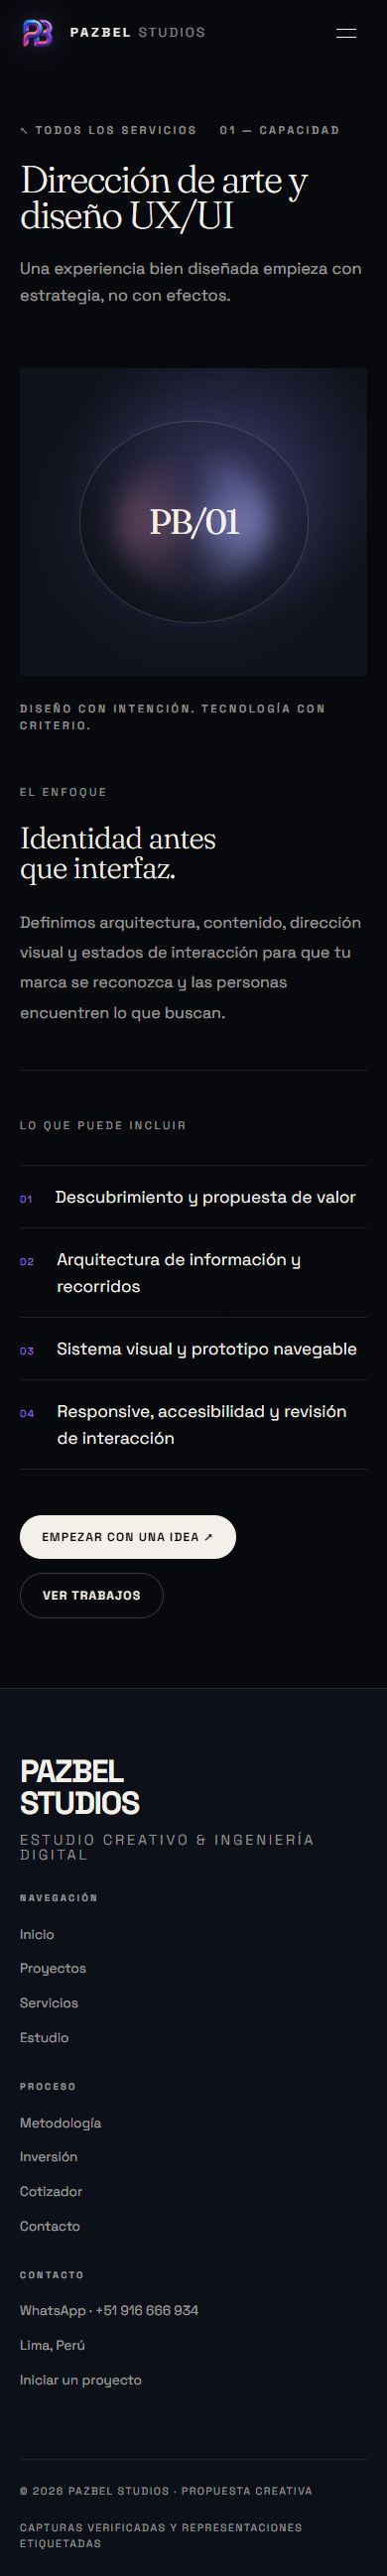 PB PAZBEL STUDIOS
↖ TODOS LOS SERVICIOS 01 — CAPACIDAD
Dirección de arte y
diseño UX/UI
Una experiencia bien diseñada empieza con
estrategia, no con efectos.
PB/01
DISEÑO CON INTENCIÓN. TECNOLOGÍA CON
CRITERIO.
EL ENFOQUE
Identidad antes
que interfaz.
Definimos arquitectura, contenido, dirección
visual y estados de interacción para que tu
marca se reconozca y las personas
encuentren lo que buscan.
LO QUE PUEDE INCLUIR
01 Descubrimiento y propuesta de valor
02 Arquitectura de información y
recorridos
03 Sistema visual y prototipo navegable
04 Responsive, accesibilidad y revisión
de interacción
EMPEZAR CON UNA IDEA ↗
VER TRABAJOS
PAZBEL
STUDIOS
ESTUDIO CREATIVO & INGENIERÍA
DIGITAL
NAVEGACIÓN
Inicio
Proyectos
Servicios
Estudio
PROCESO
Metodología
Inversión
Cotizador
Contacto
CONTACTO
WhatsApp · +51 916 666 934
Lima, Perú
Iniciar un proyecto
© 2026 PAZBEL STUDIOS · PROPUESTA CREATIVA
CAPTURAS VERIFICADAS Y REPRESENTACIONES
ETIQUETADAS